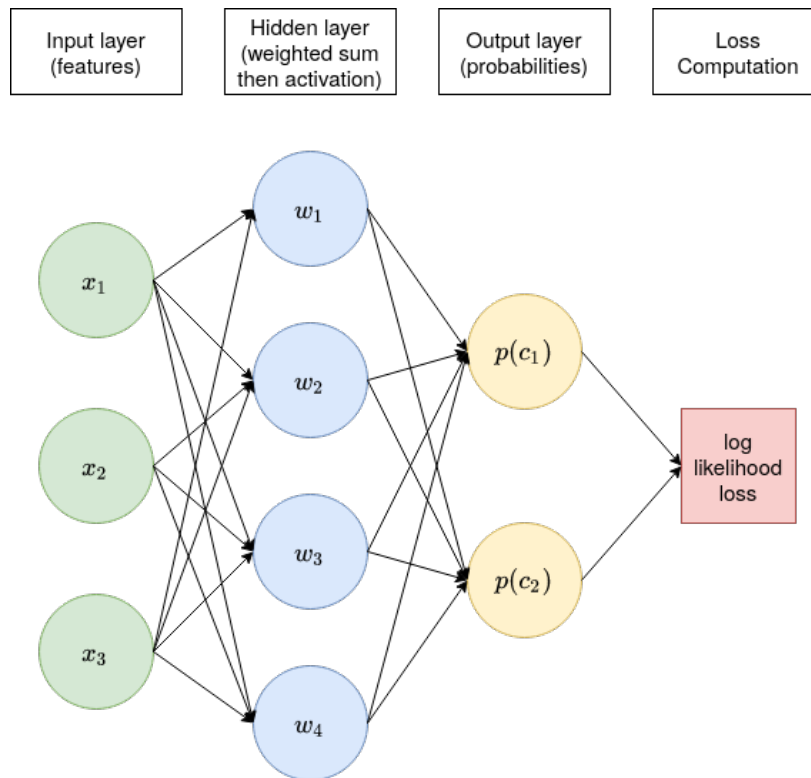 Input layer
(features)
Hidden layer
(weighted sum
then activation)
Output layer
(probabilities)
Loss
Computation
x₁
x₂
x₃
w₁
w₂
w₃
w₄
p(c₁)
p(c₂)
log
likelihood
loss